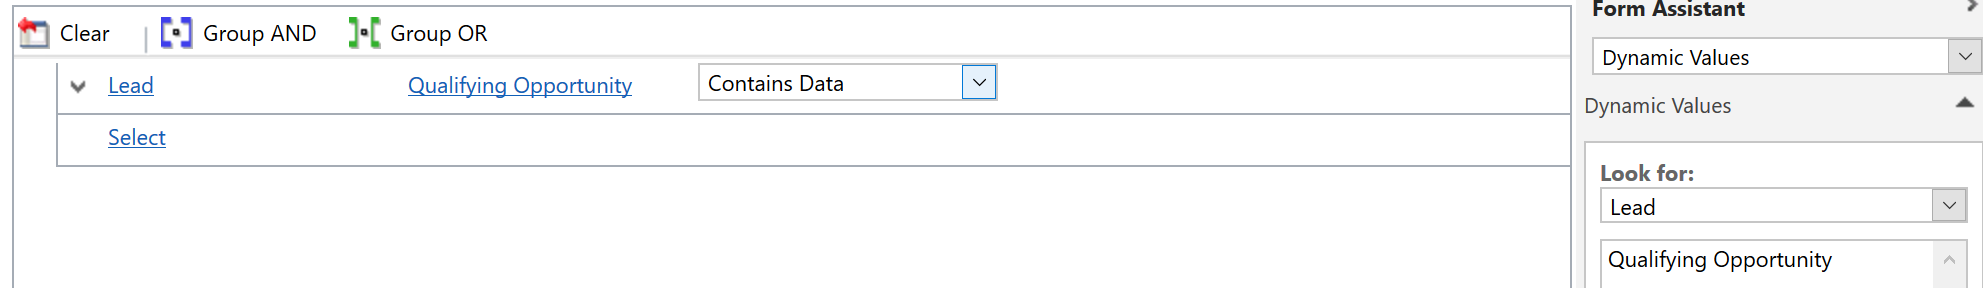 Clear Group AND Group OR
Lead Qualifying Opportunity Contains Data
Select
Form Assistant
Dynamic Values
Dynamic Values
Look for:
Lead
Qualifying Opportunity